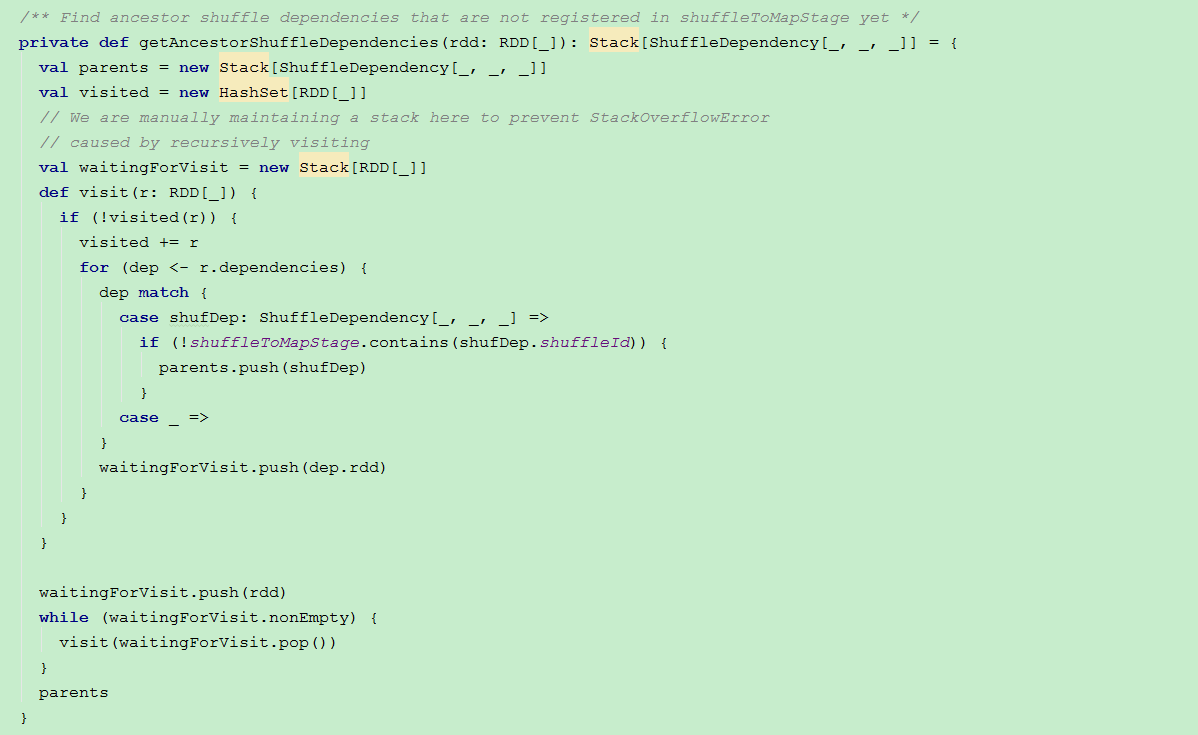 /** Find ancestor shuffle dependencies that are not registered in shuffleToMapStage yet */
private def getAncestorShuffleDependencies(rdd: RDD[_]): Stack[ShuffleDependency[_, _, _]] = {
  val parents = new Stack[ShuffleDependency[_, _, _]]
  val visited = new HashSet[RDD[_]]
  // We are manually maintaining a stack here to prevent StackOverflowError
  // caused by recursively visiting
  val waitingForVisit = new Stack[RDD[_]]
  def visit(r: RDD[_]) {
    if (!visited(r)) {
      visited += r
      for (dep <- r.dependencies) {
        dep match {
          case shufDep: ShuffleDependency[_, _, _] =>
            if (!shuffleToMapStage.contains(shufDep.shuffleId)) {
              parents.push(shufDep)
            }
          case _ =>
        }
        waitingForVisit.push(dep.rdd)
      }
    }
  }

  waitingForVisit.push(rdd)
  while (waitingForVisit.nonEmpty) {
    visit(waitingForVisit.pop())
  }
  parents
}